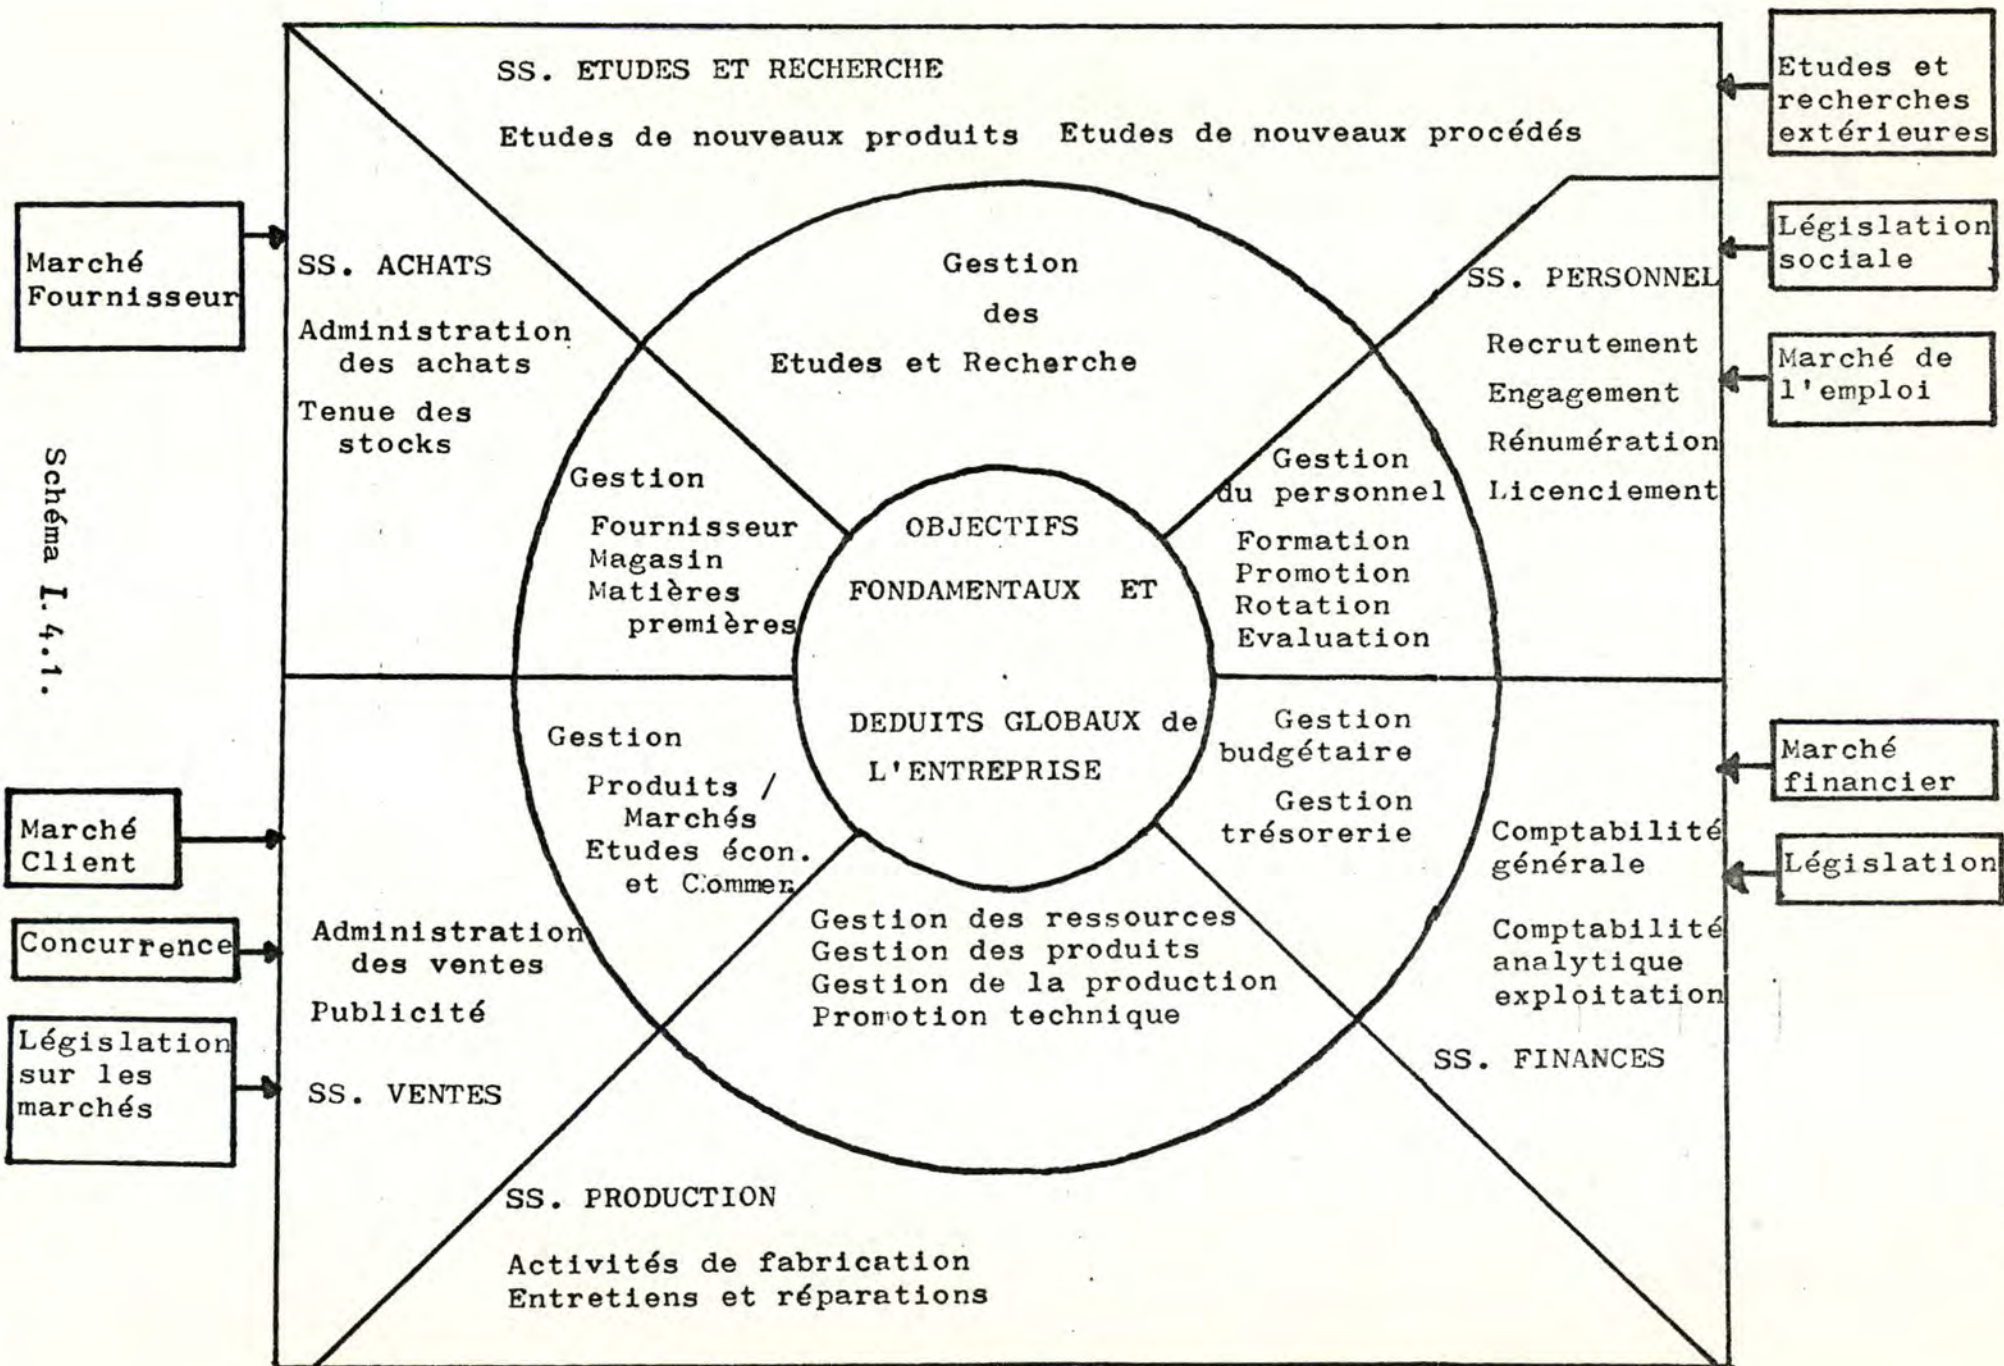 SS. ETUDES ET RECHERCHE
Etudes de nouveaux produits Etudes de nouveaux procédés
Etudes et
recherches
extérieures
Marché
Fournisseur
SS. ACHATS
Administration
des achats
Tenue des
stocks
Gestion
des
Etudes et Recherche
SS. PERSONNEL
Recrutement
Engagement
Rénumération
Licenciement
Législation
sociale
Marché de
l'emploi
Schéma I.4.1.
Gestion
Fournisseur
Magasin
Matières
premières
OBJECTIFS
FONDAMENTAUX ET
DEDUITS GLOBAUX de
L'ENTREPRISE
Gestion
du personnel
Formation
Promotion
Rotation
Evaluation
Marché
Client
Concurrence
Législation
sur les
marchés
Gestion
Produits /
Marchés
Etudes écon.
et Commer.
Administration
des ventes
Publicité
SS. VENTES
Gestion
budgétaire
Gestion
trésorerie
Comptabilité
générale
Comptabilité
analytique
exploitation
SS. FINANCES
Marché
financier
Législation
Gestion des ressources
Gestion des produits
Gestion de la production
Promotion technique
SS. PRODUCTION
Activités de fabrication
Entretiens et réparations